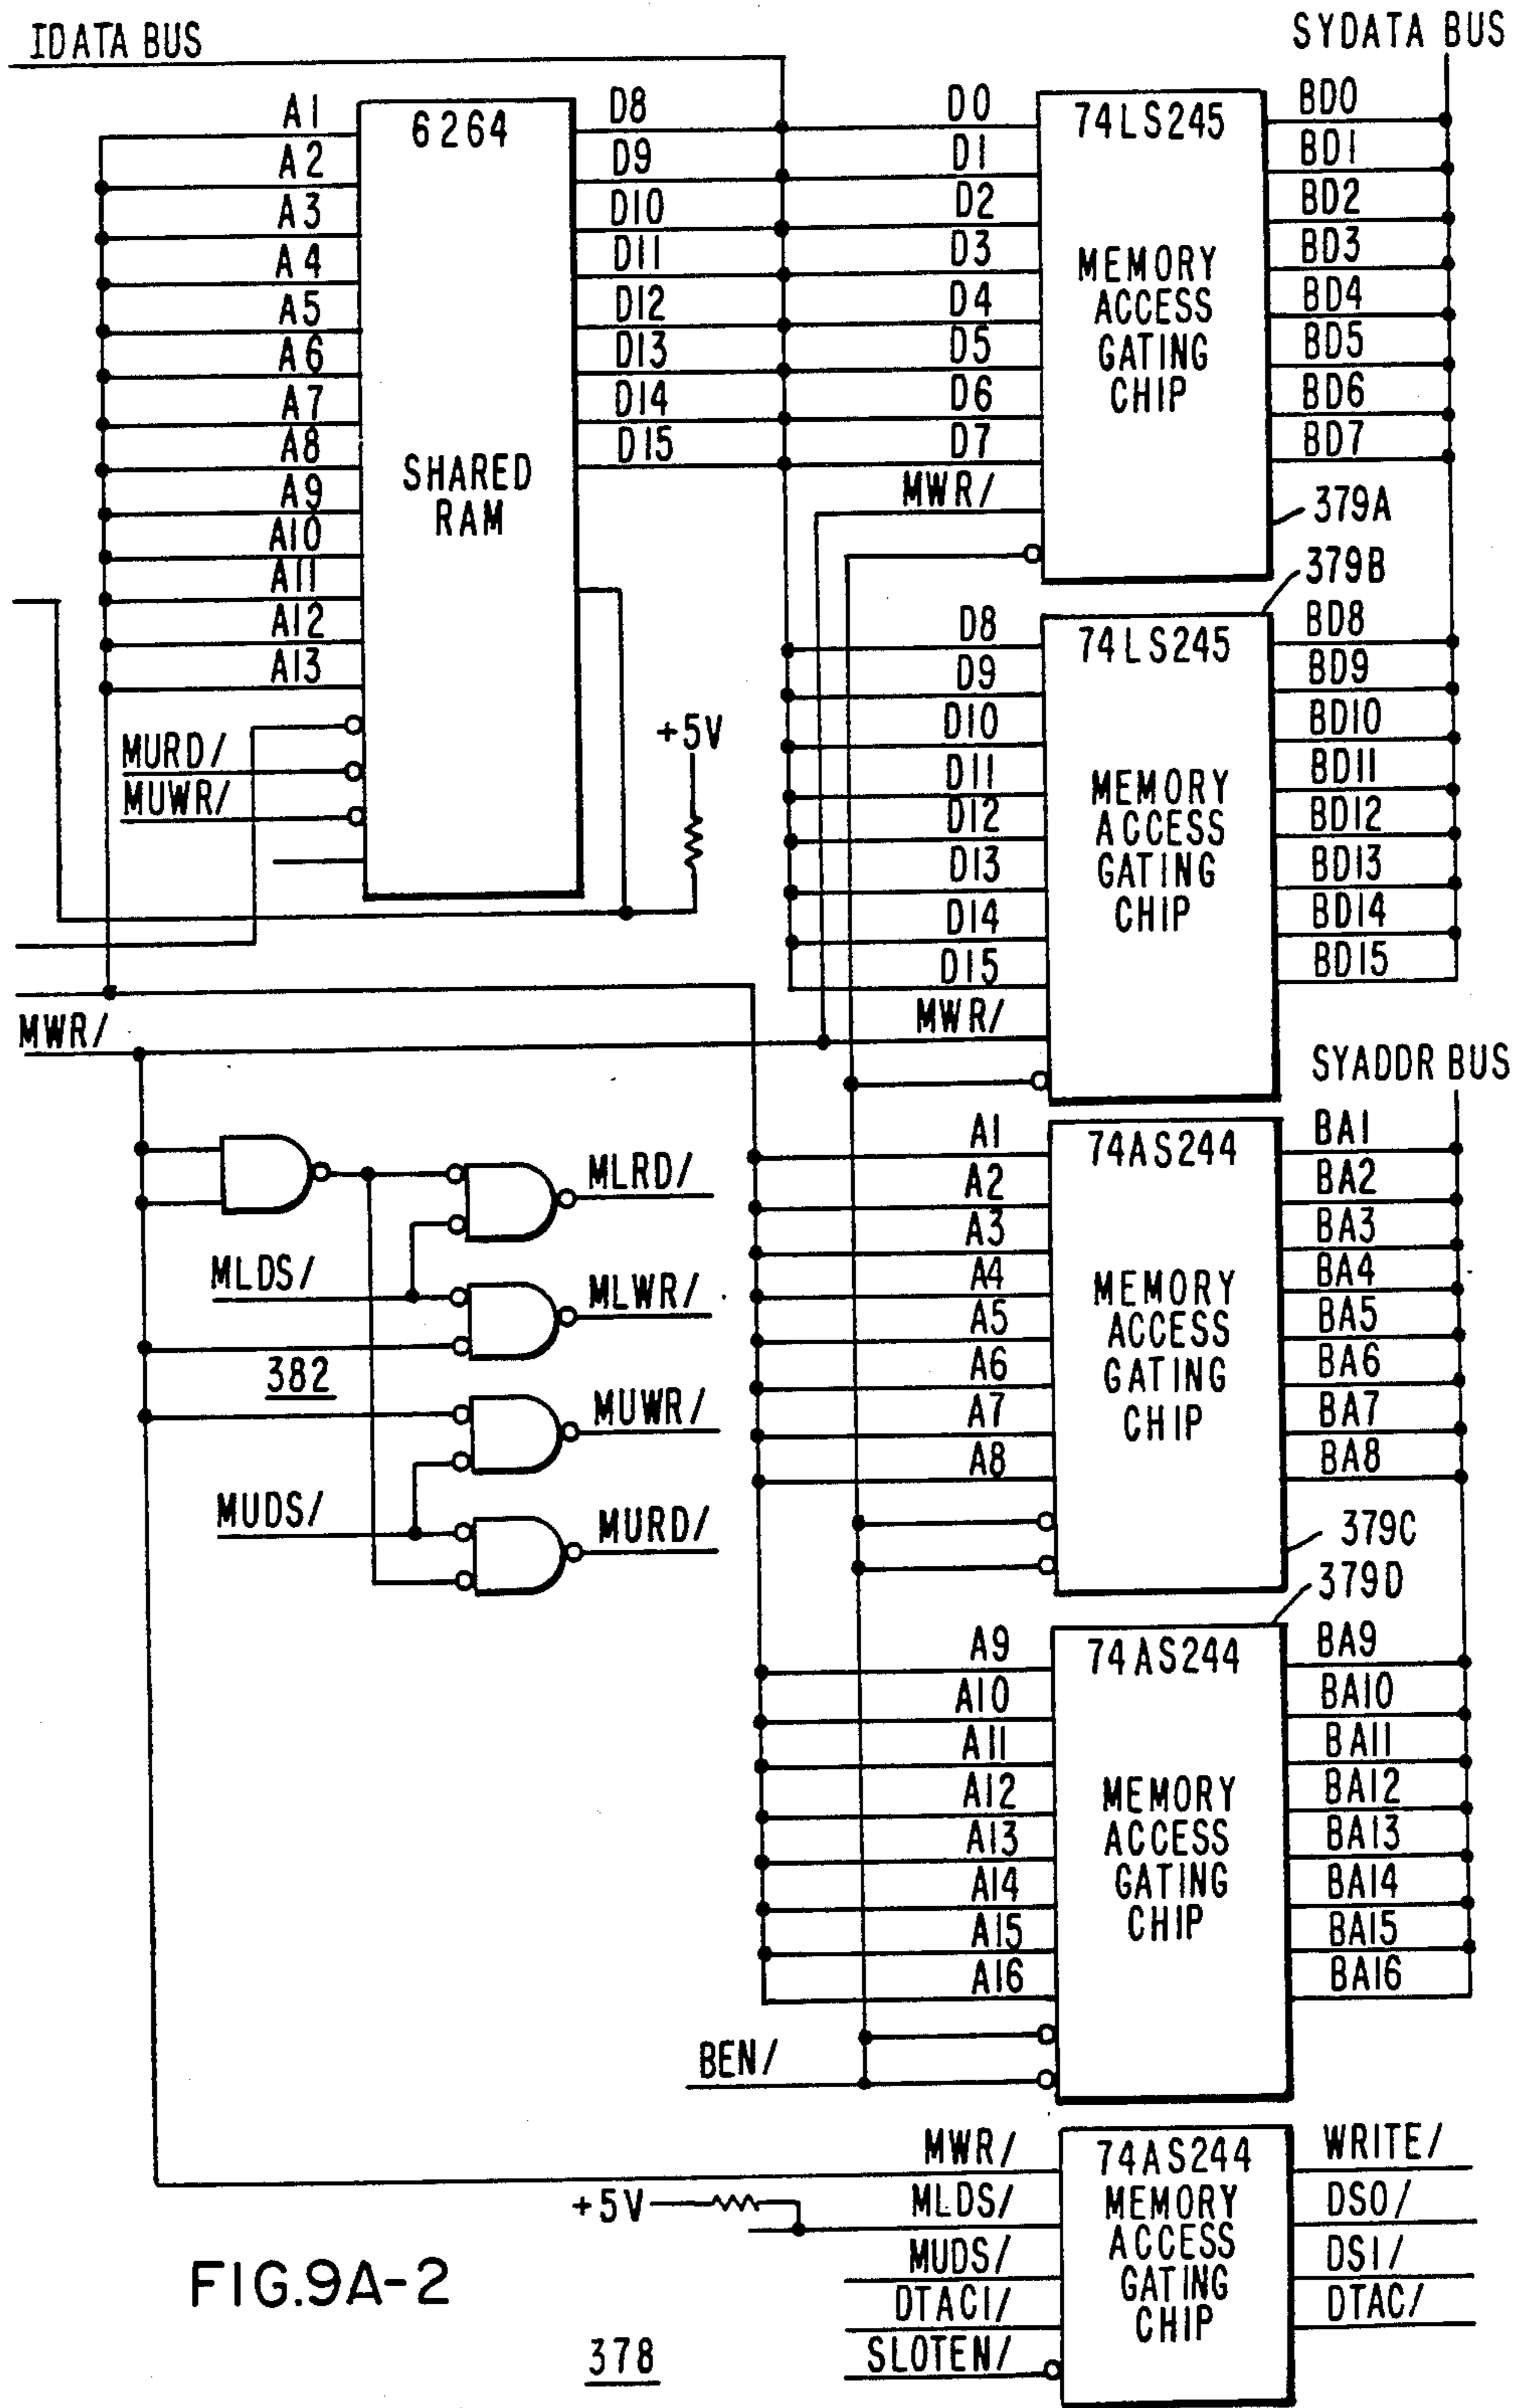 IDATA BUS
SYDATA BUS
A1
A2
A3
A4
A5
A6
A7
A8
A9
A10
A11
A12
A13
MURD/
MUWR/
6264
SHARED
RAM
D8
D9
D10
D11
D12
D13
D14
D15
+5V
D0
D1
D2
D3
D4
D5
D6
D7
MWR/
74LS245
MEMORY
ACCESS
GATING
CHIP
BD0
BD1
BD2
BD3
BD4
BD5
BD6
BD7
379A
379B
D8
D9
D10
D11
D12
D13
D14
D15
MWR/
74LS245
MEMORY
ACCESS
GATING
CHIP
BD8
BD9
BD10
BD11
BD12
BD13
BD14
BD15
MWR/
SYADDR BUS
MLDS/
382
MUDS/
MLRD/
MLWR/
MUWR/
MURD/
A1
A2
A3
A4
A5
A6
A7
A8
74AS244
MEMORY
ACCESS
GATING
CHIP
BA1
BA2
BA3
BA4
BA5
BA6
BA7
BA8
379C
379D
A9
A10
A11
A12
A13
A14
A15
A16
BEN/
74AS244
MEMORY
ACCESS
GATING
CHIP
BA9
BA10
BA11
BA12
BA13
BA14
BA15
BA16
MWR/
+5V
MLDS/
MUDS/
DTACI/
SLOTEN/
74AS244
MEMORY
ACCESS
GATING
CHIP
WRITE/
DS0/
DS1/
DTAC/
FIG.9A-2
378